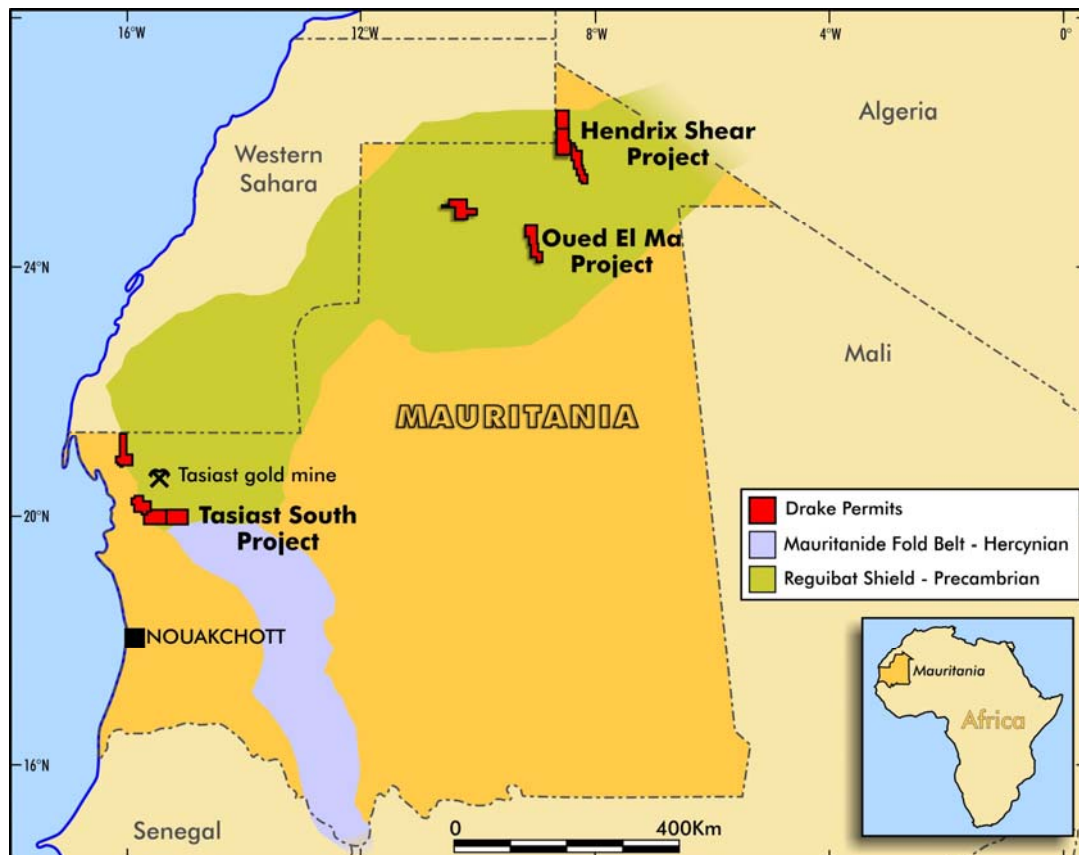 16°W
12°W
8°W
4°W
0°
Algeria
Hendrix Shear
Project
Western
Sahara
Oued El Ma
Project
24°N
Mali
MAURITANIA
Tasiast gold mine
20°N
Tasiast South
Project
Drake Permits
Mauritanide Fold Belt - Hercynian
Reguibat Shield - Precambrian
NOUAKCHOTT
Mauritania
Africa
16°N
Senegal
0
400Km